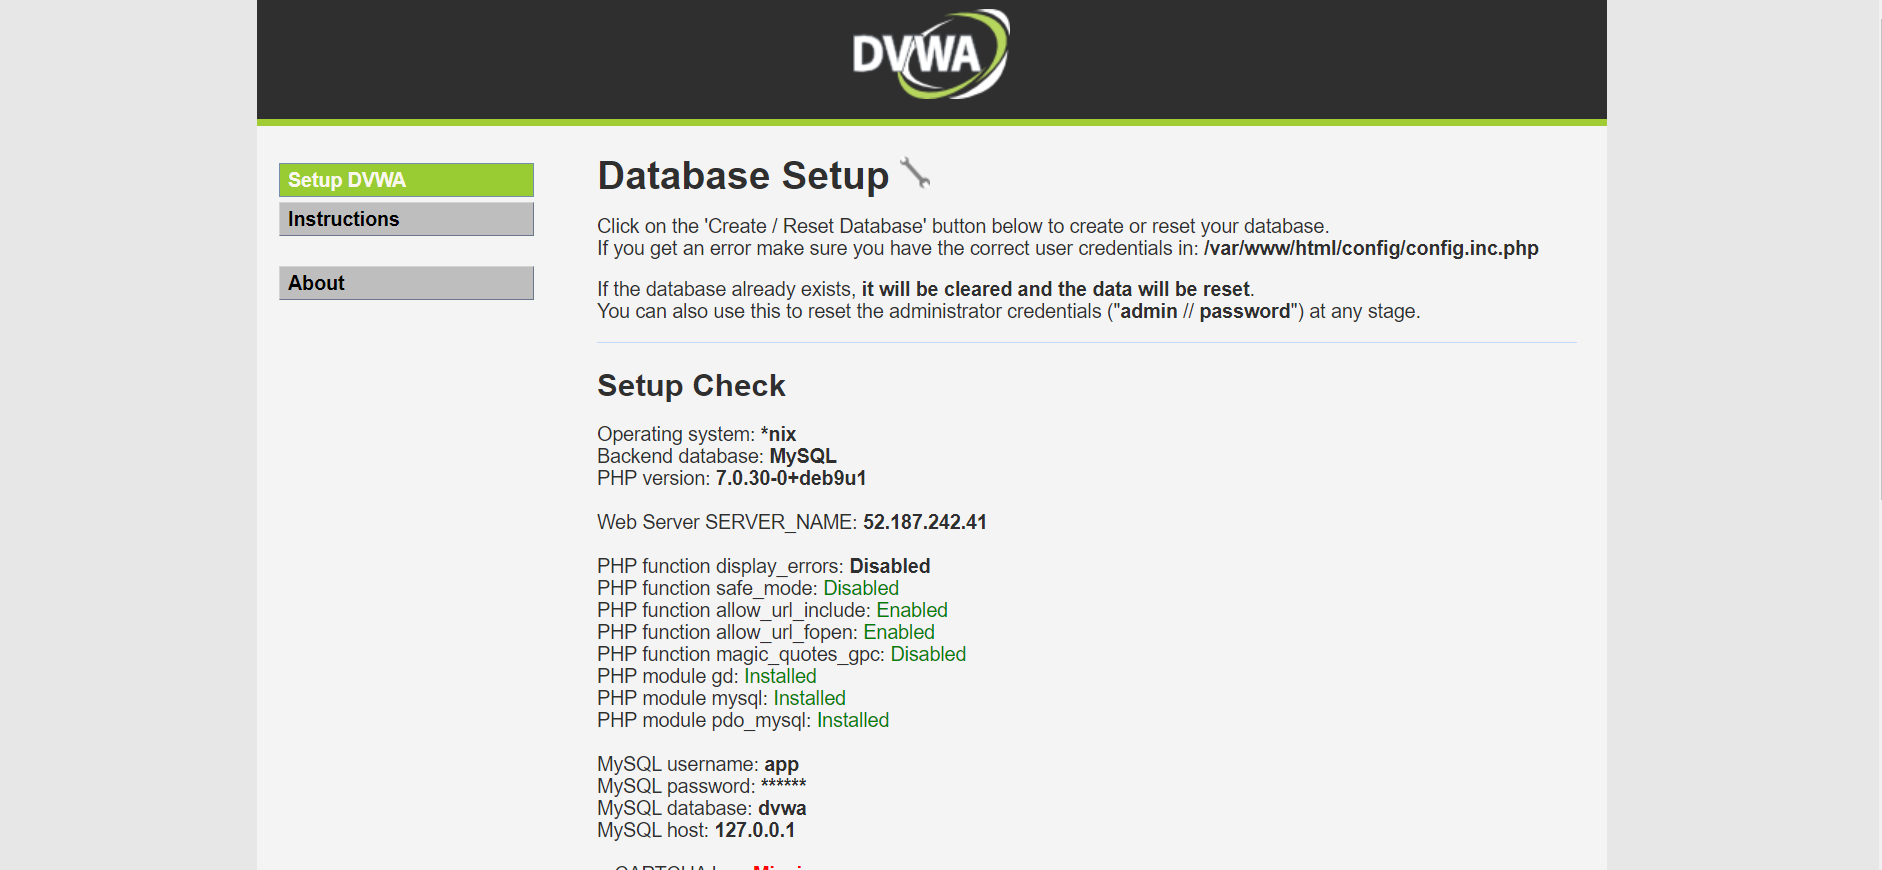 DVWA
Setup DVWA
Instructions
About
Database Setup
Click on the 'Create / Reset Database' button below to create or reset your database.
If you get an error make sure you have the correct user credentials in: /var/www/html/config/config.inc.php
If the database already exists, it will be cleared and the data will be reset.
You can also use this to reset the administrator credentials ("admin // password") at any stage.
Setup Check
Operating system: *nix
Backend database: MySQL
PHP version: 7.0.30-0+deb9u1
Web Server SERVER_NAME: 52.187.242.41
PHP function display_errors: Disabled
PHP function safe_mode: Disabled
PHP function allow_url_include: Enabled
PHP function allow_url_fopen: Enabled
PHP function magic_quotes_gpc: Disabled
PHP module gd: Installed
PHP module mysql: Installed
PHP module pdo_mysql: Installed
MySQL username: app
MySQL password: ******
MySQL database: dvwa
MySQL host: 127.0.0.1